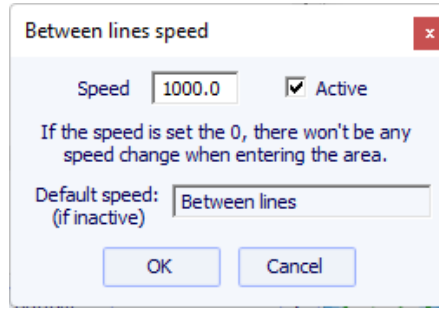 Between lines speed
x
Speed 1000.0 Active
If the speed is set the 0, there won't be any
speed change when entering the area.
Default speed: Between lines
(if inactive)
OK Cancel